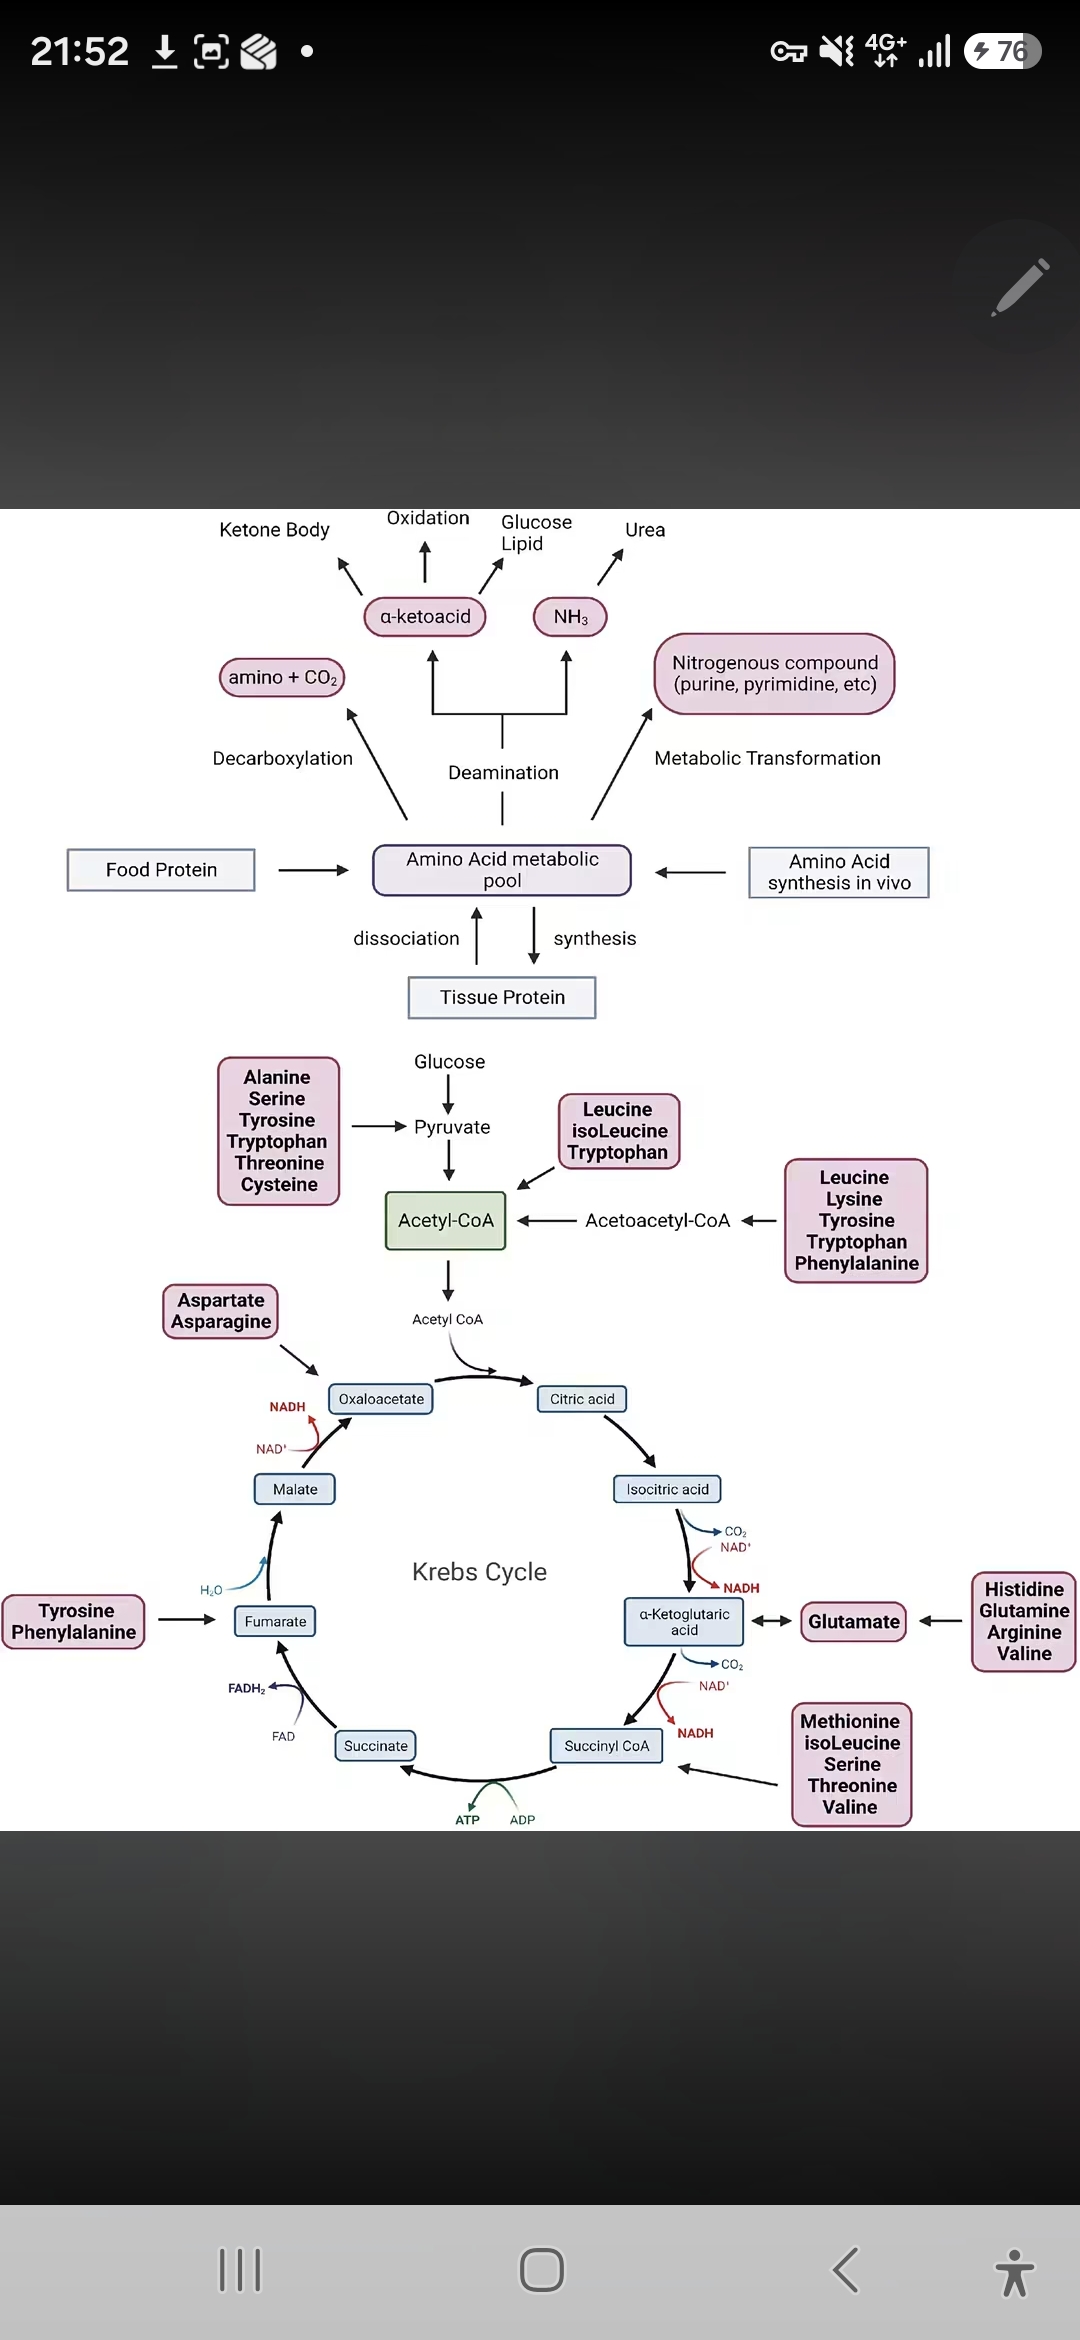 21:52
4G+
76
Ketone Body
Oxidation
Glucose
Lipid
Urea
α-ketoacid
NH₃
amino + CO₂
Nitrogenous compound
(purine, pyrimidine, etc)
Decarboxylation
Deamination
Metabolic Transformation
Food Protein
Amino Acid metabolic
pool
Amino Acid
synthesis in vivo
dissociation
synthesis
Tissue Protein
Glucose
Alanine
Serine
Tyrosine
Tryptophan
Threonine
Cysteine
Pyruvate
Leucine
isoLeucine
Tryptophan
Acetyl-CoA
Acetoacetyl-CoA
Leucine
Lysine
Tyrosine
Tryptophan
Phenylalanine
Aspartate
Asparagine
Acetyl CoA
Oxaloacetate
Citric acid
NADH
NAD⁺
Malate
Isocitric acid
CO₂
NAD⁺
NADH
Krebs Cycle
H₂O
Tyrosine
Phenylalanine
Fumarate
α-Ketoglutaric
acid
Glutamate
Histidine
Glutamine
Arginine
Valine
CO₂
NAD⁺
NADH
FADH₂
FAD
Succinate
Succinyl CoA
Methionine
isoLeucine
Serine
Threonine
Valine
ATP
ADP